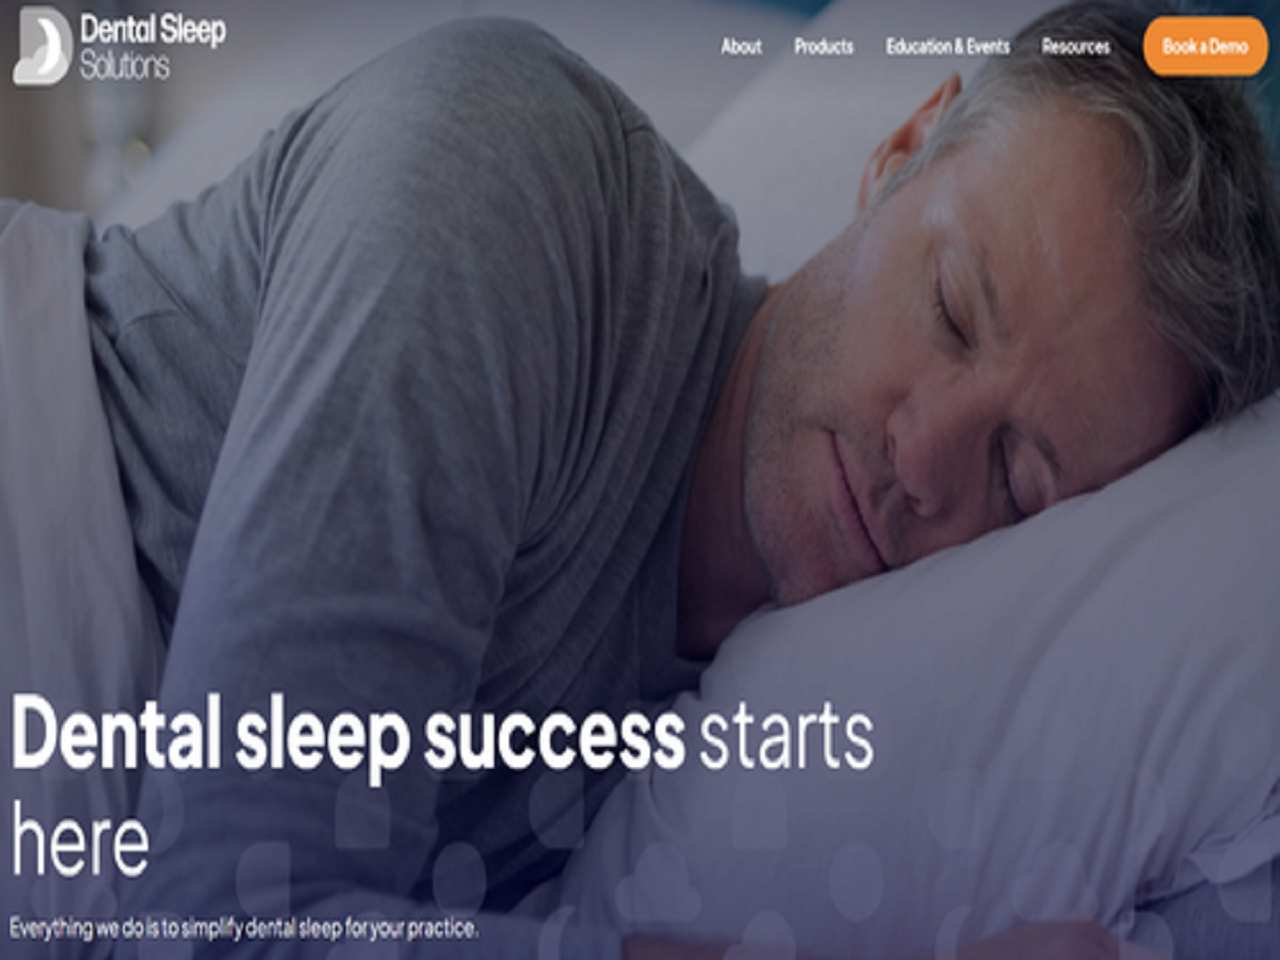 Dental Sleep
Solutions
About Products Education & Events Resources Book a Demo
Dental sleep success starts
here
Everything we do is to simplify dental sleep for your practice.